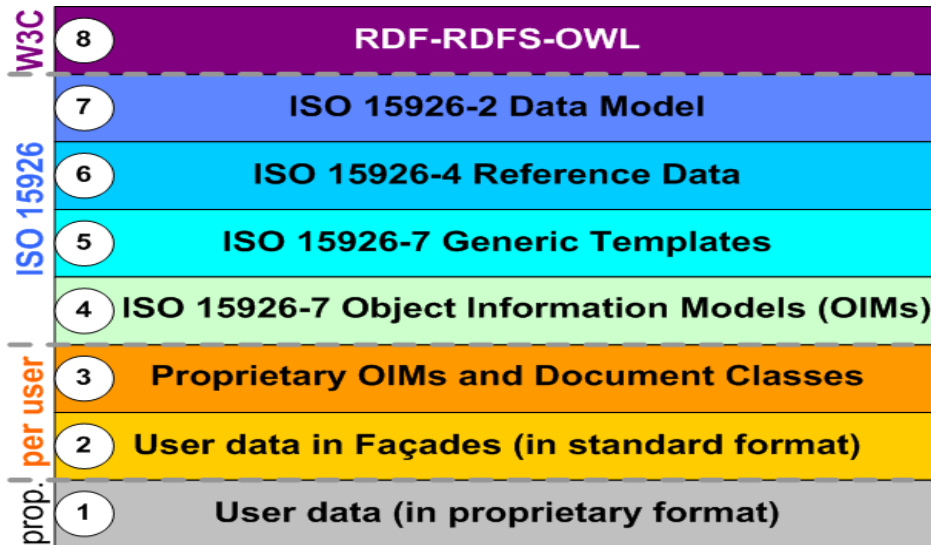 W3C
8
RDF-RDFS-OWL
ISO 15926
7
ISO 15926-2 Data Model
6
ISO 15926-4 Reference Data
5
ISO 15926-7 Generic Templates
4
ISO 15926-7 Object Information Models (OIMs)
per user
3
Proprietary OIMs and Document Classes
2
User data in Façades (in standard format)
prop.
1
User data (in proprietary format)